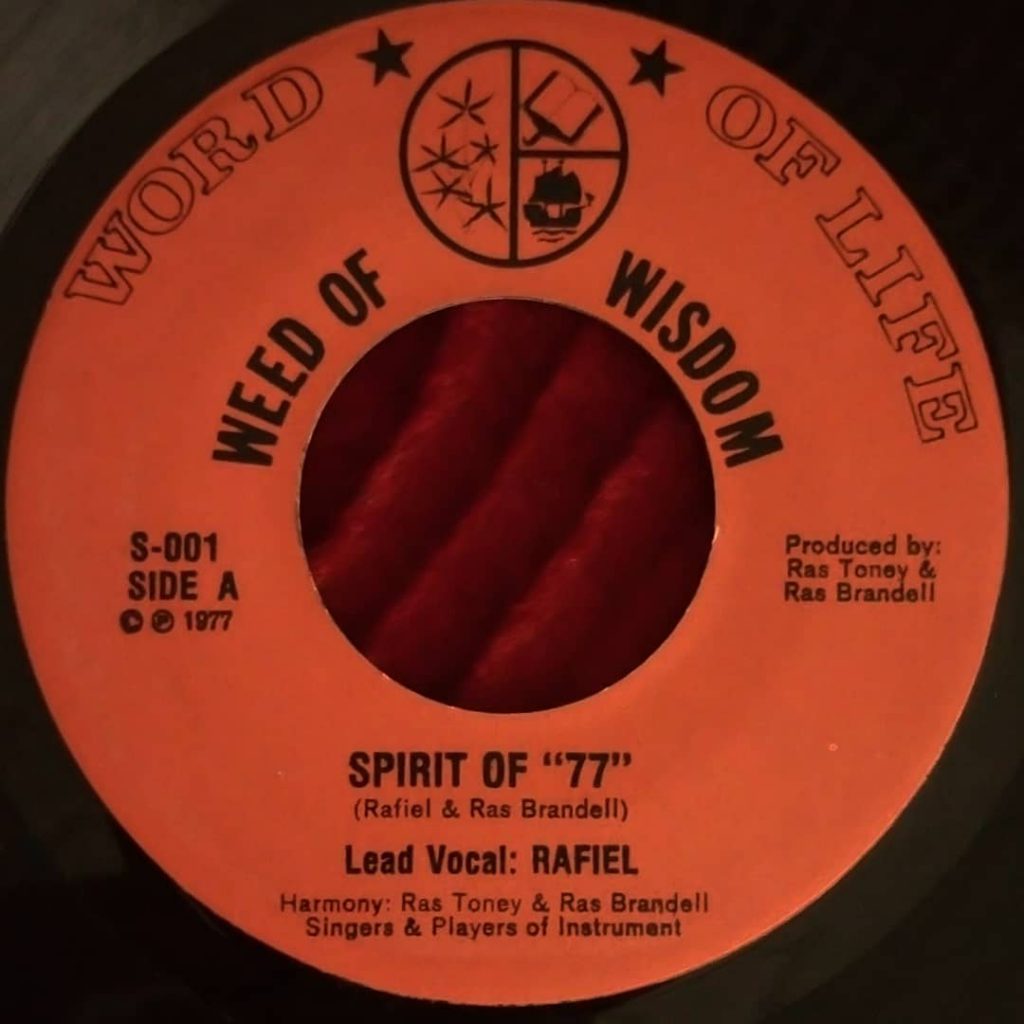 WORD OF LIFE
WEED OF WISDOM
S-001
SIDE A
© ℗ 1977
Produced by:
Ras Toney &
Ras Brandell
SPIRIT OF “77”
(Rafiel & Ras Brandell)
Lead Vocal: RAFIEL
Harmony: Ras Toney & Ras Brandell
Singers & Players of Instrument